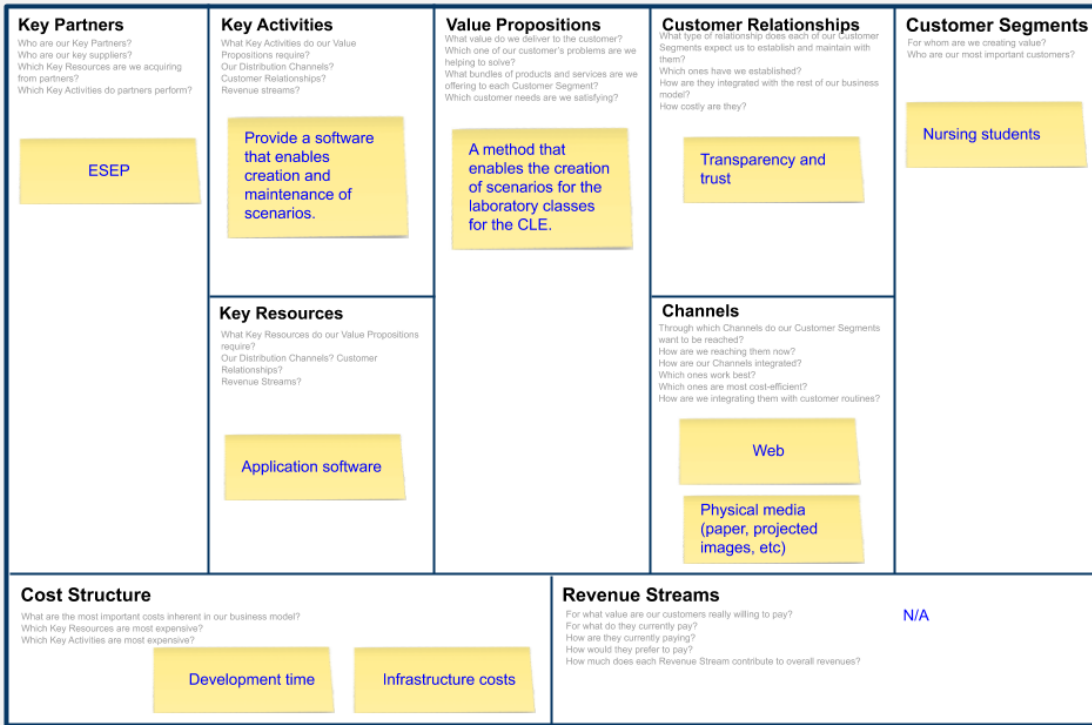 Key Partners
Who are our Key Partners?
Who are our key suppliers?
Which Key Resources are we acquiring
from partners?
Which Key Activities do partners perform?
ESEP
Key Activities
What Key Activities do our Value
Propositions require?
Our Distribution Channels?
Customer Relationships?
Revenue streams?
Provide a software
that enables
creation and
maintenance of
scenarios.
Key Resources
What Key Resources do our Value Propositions
require?
Our Distribution Channels? Customer
Relationships?
Revenue Streams?
Application software
Value Propositions
What value do we deliver to the customer?
Which one of our customer's problems are we
helping to solve?
What bundles of products and services are we
offering to each Customer Segment?
Which customer needs are we satisfying?
A method that
enables the creation
of scenarios for the
laboratory classes
for the CLE.
Customer Relationships
What type of relationship does each of our Customer
Segments expect us to establish and maintain with
them?
Which ones have we established?
How are they integrated with the rest of our business
model?
How costly are they?
Transparency and
trust
Channels
Through which Channels do our Customer Segments
want to be reached?
How are we reaching them now?
How are our Channels integrated?
Which ones work best?
Which ones are most cost-efficient?
How are we integrating them with customer routines?
Web
Physical media
(paper, projected
images, etc)
Customer Segments
For whom are we creating value?
Who are our most important customers?
Nursing students
Cost Structure
What are the most important costs inherent in our business model?
Which Key Resources are most expensive?
Which Key Activities are most expensive?
Development time
Infrastructure costs
Revenue Streams
For what value are our customers really willing to pay?
For what do they currently pay?
How are they currently paying?
How would they prefer to pay?
How much does each Revenue Stream contribute to overall revenues?
N/A